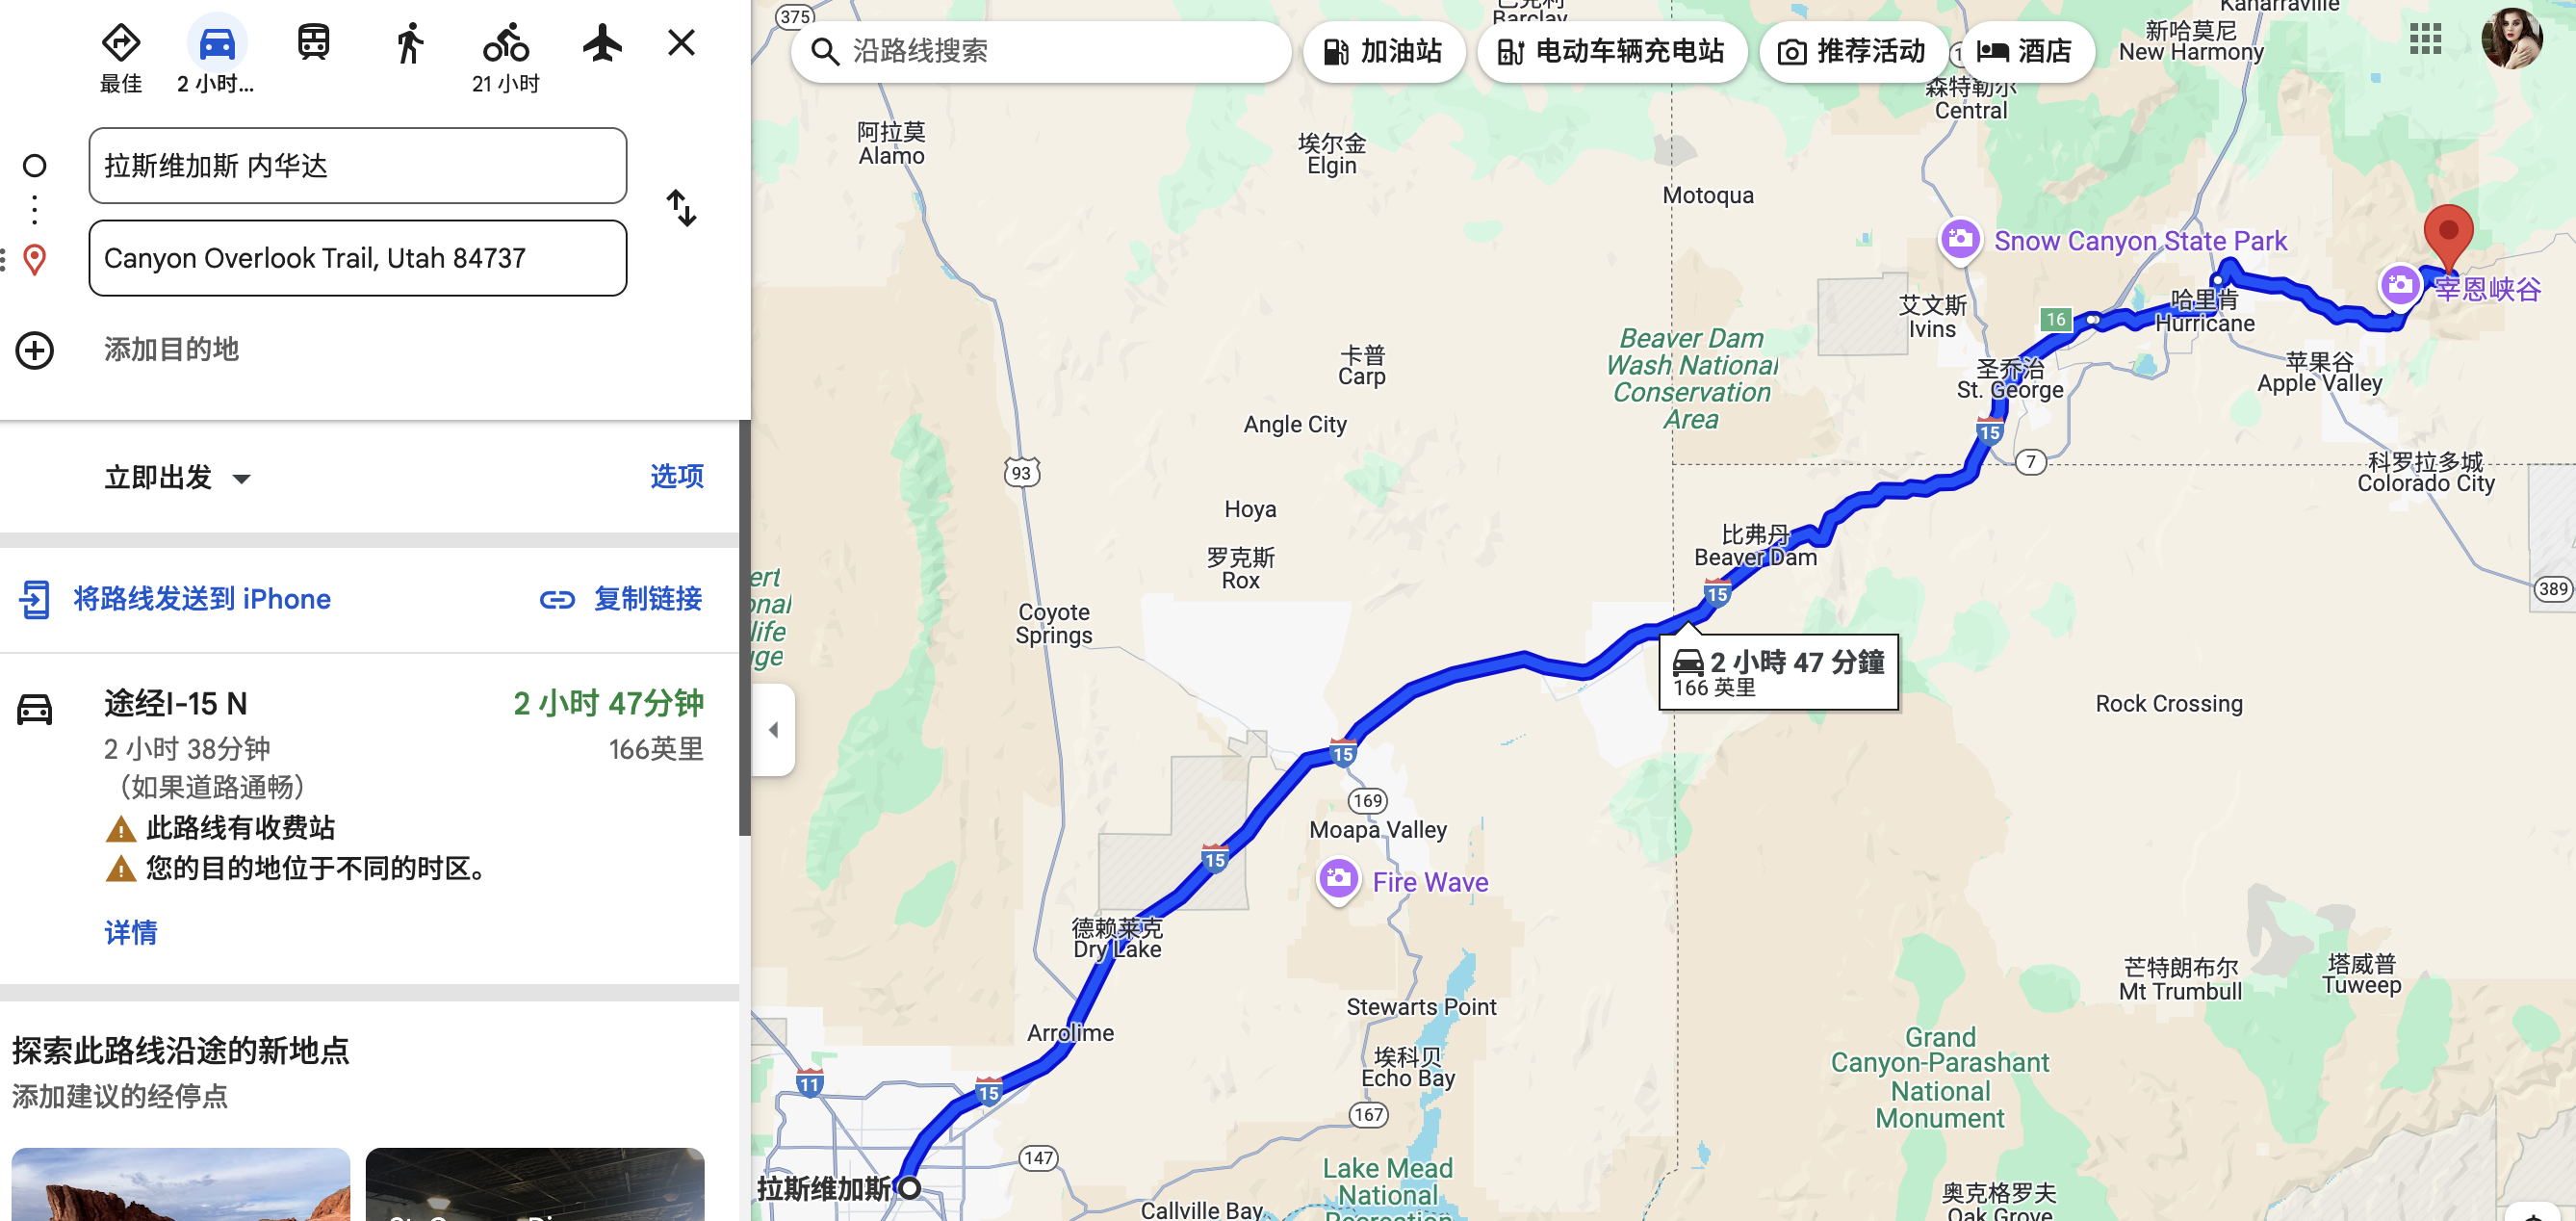 最佳
2 小时...
21 小时
拉斯维加斯 内华达
Canyon Overlook Trail, Utah 84737
添加目的地
立即出发
选项
将路线发送到 iPhone
复制链接
途经I-15 N
2 小时 47分钟
2 小时 38分钟
166英里
（如果道路通畅）
此路线有收费站
您的目的地位于不同的时区。
详情
探索此路线沿途的新地点
添加建议的经停点
沿路线搜索
加油站
电动车辆充电站
推荐活动
酒店
375
Barclay
Kanarraville
新哈莫尼
New Harmony
森特勒尔
Central
阿拉莫
Alamo
埃尔金
Elgin
Motoqua
Snow Canyon State Park
宰恩峡谷
艾文斯
Ivins
16
哈里肯
Hurricane
Beaver Dam
Wash National
Conservation
Area
卡普
Carp
圣乔治
St. George
苹果谷
Apple Valley
Angle City
15
7
93
科罗拉多城
Colorado City
Hoya
比弗丹
Beaver Dam
罗克斯
Rox
389
15
Coyote
Springs
2 小時 47 分鐘
166 英里
Rock Crossing
15
169
Moapa Valley
15
Fire Wave
德赖莱克
Dry Lake
芒特朗布尔
Mt Trumbull
塔威普
Tuweep
Stewarts Point
Arrolime
Grand
Canyon-Parashant
National
Monument
埃科贝
Echo Bay
11
15
167
147
Lake Mead
National
拉斯维加斯
Callville Bay
奥克格罗夫
Oak Grove